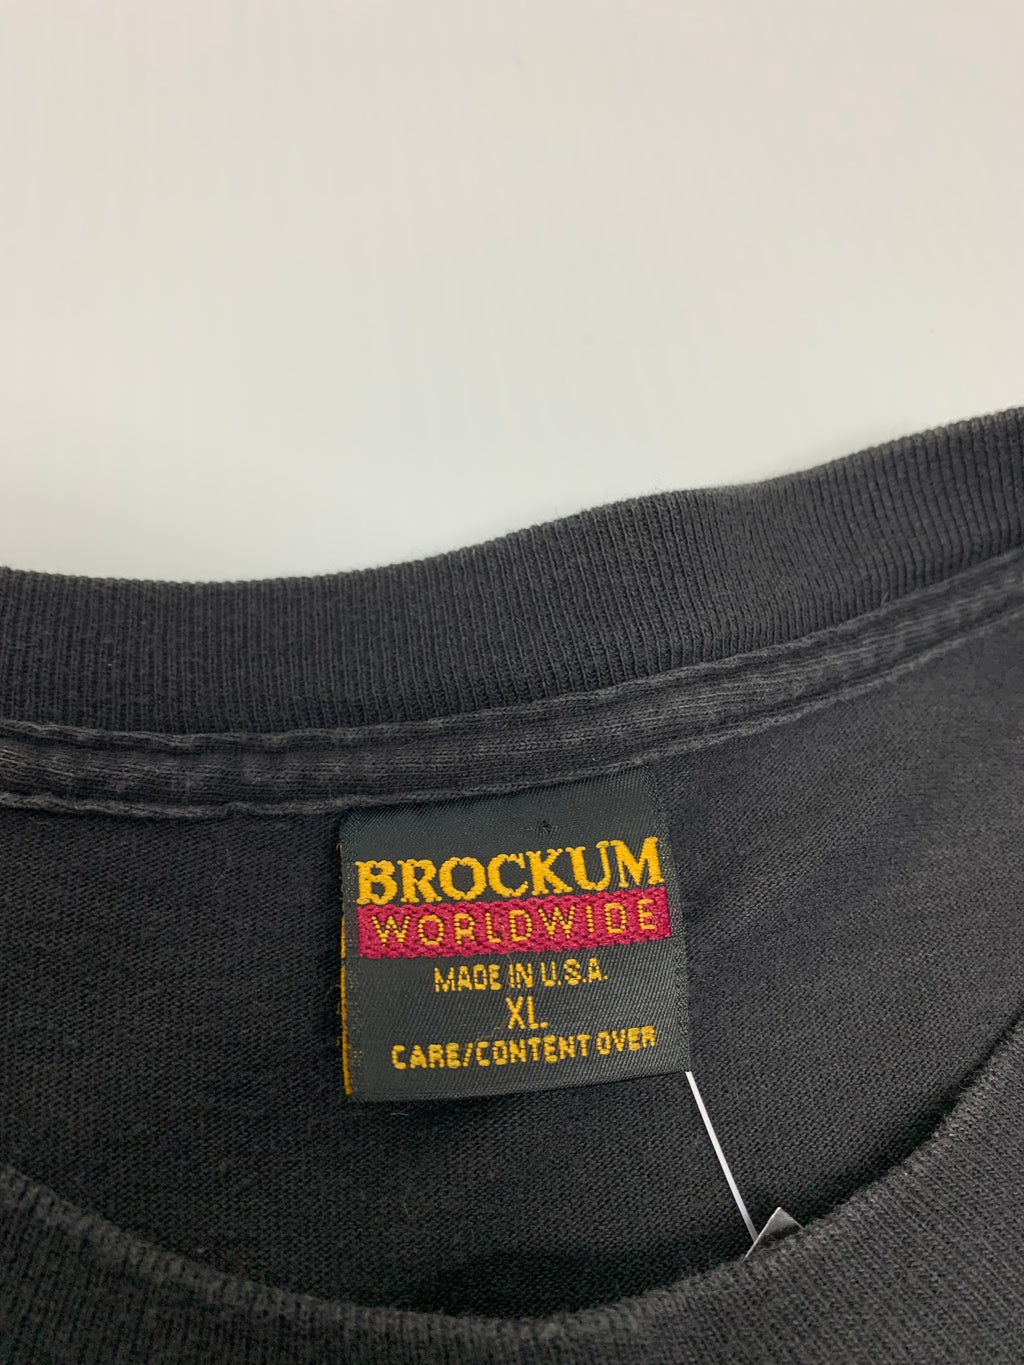 BROCKUM
WORLDWIDE
MADE IN U.S.A.
XL.
CARE/CONTENT OVER